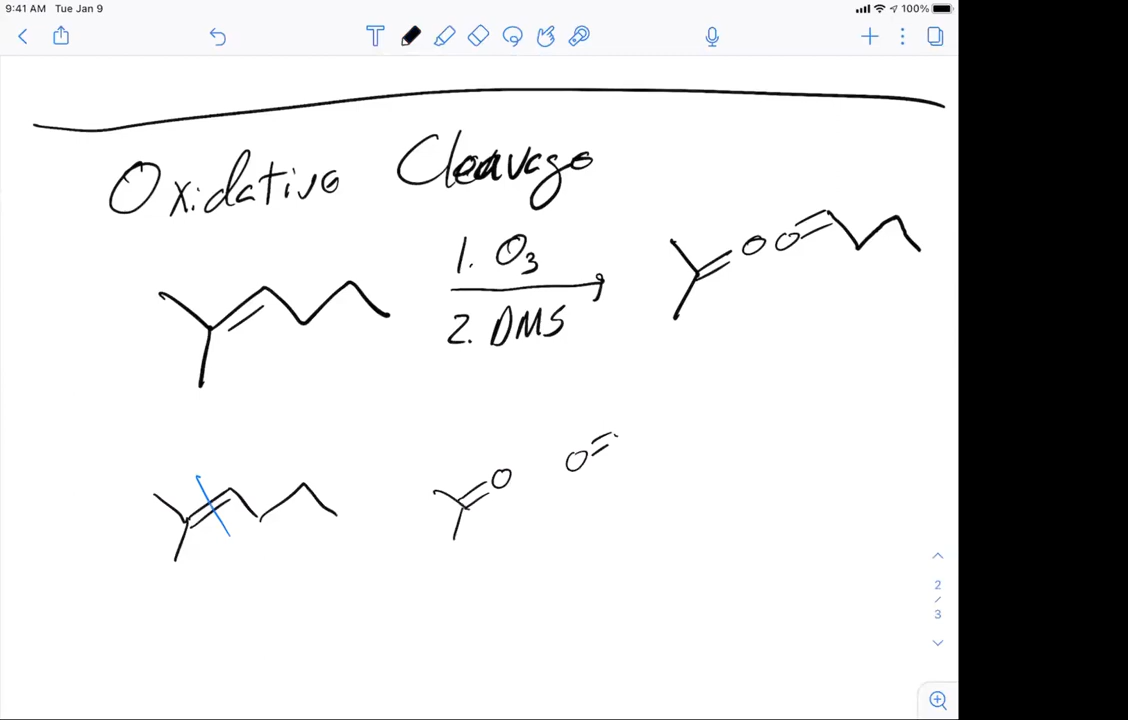 9:41 AM Tue Jan 9
100%
T
Oxidative Cleavage
1. O3
2. DMS
O O
O O
2
/
3